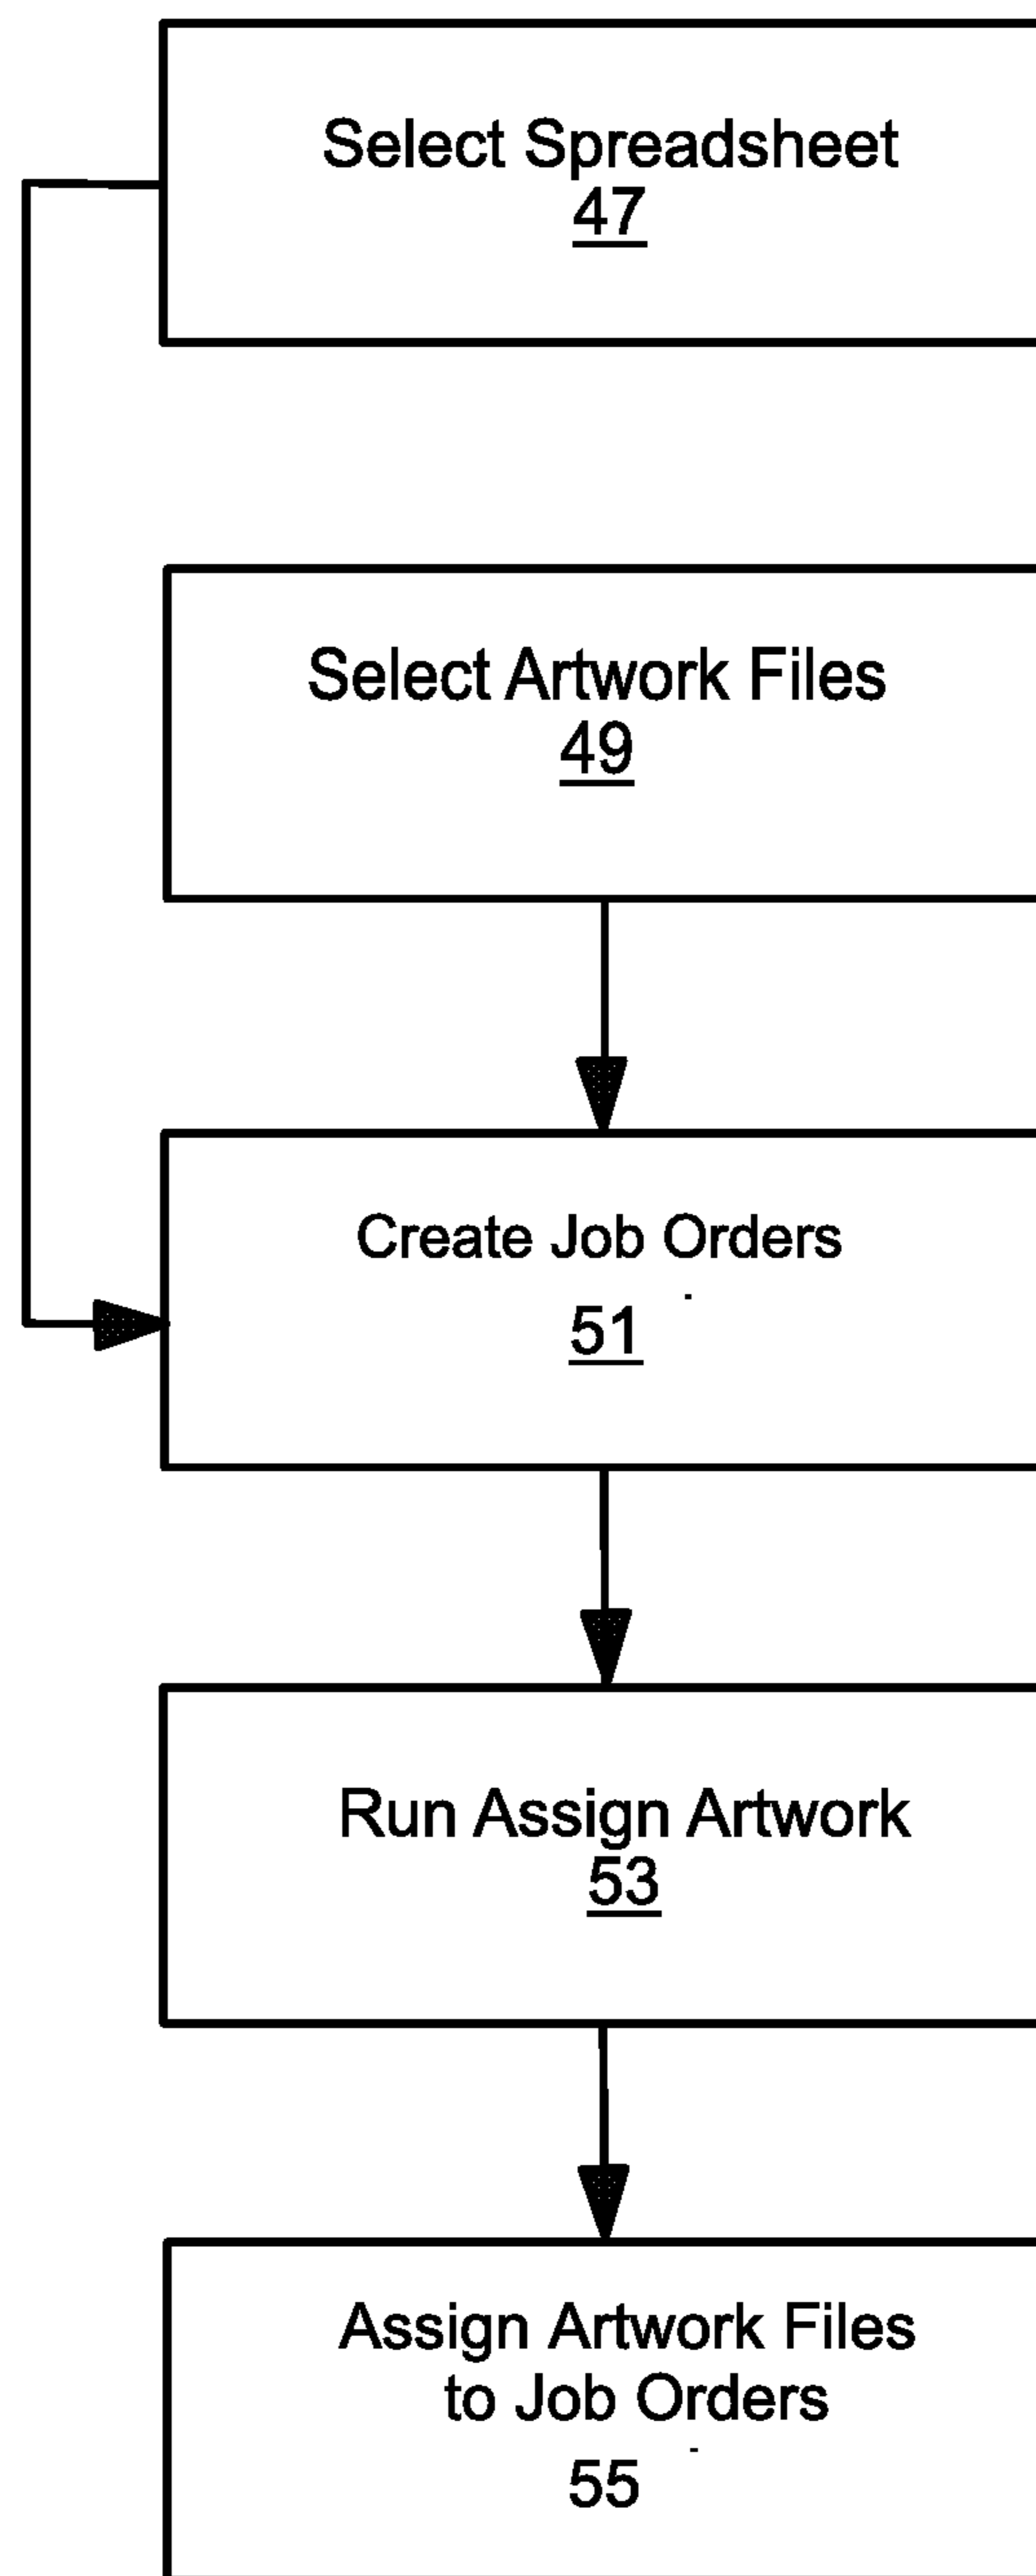 Select Spreadsheet
47
Select Artwork Files
49
Create Job Orders
51
Run Assign Artwork
53
Assign Artwork Files
to Job Orders
55